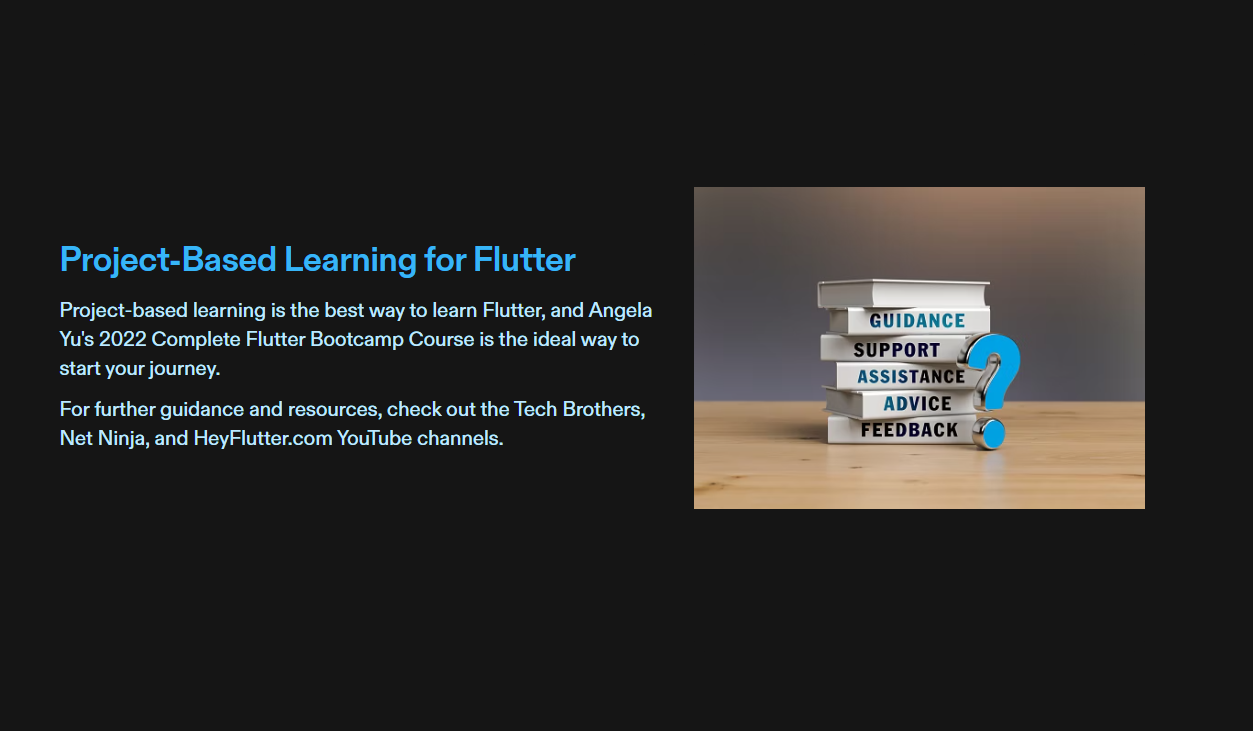 Project-Based Learning for Flutter
Project-based learning is the best way to learn Flutter, and Angela
Yu's 2022 Complete Flutter Bootcamp Course is the ideal way to
start your journey.
For further guidance and resources, check out the Tech Brothers,
Net Ninja, and HeyFlutter.com YouTube channels.
GUIDANCE
SUPPORT
ASSISTANCE
ADVICE
FEEDBACK
?